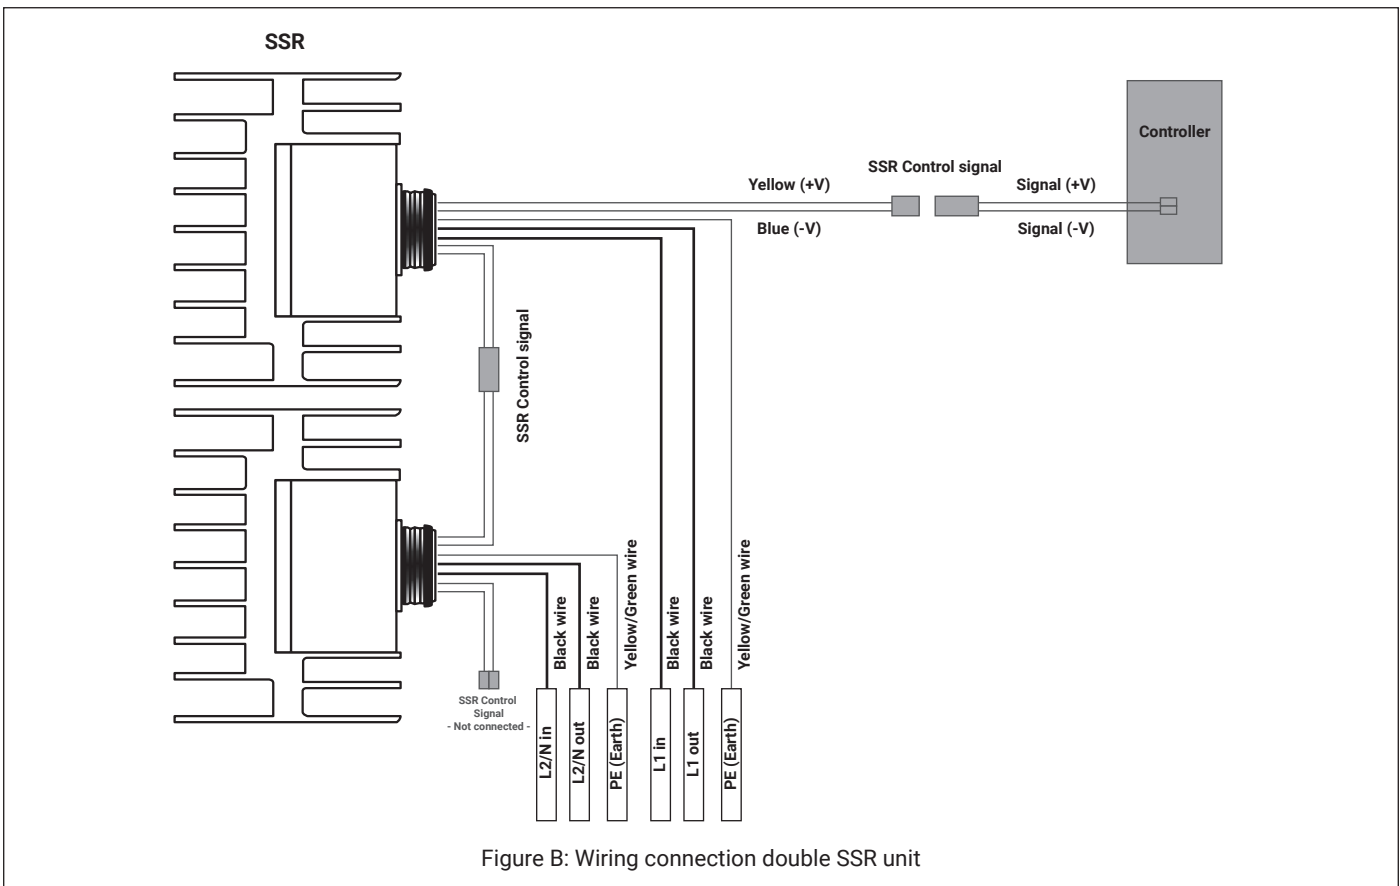 SSR
Controller
SSR Control signal
Yellow (+V)
Signal (+V)
Blue (-V)
Signal (-V)
SSR Control signal
Black wire
Black wire
Yellow/Green wire
Black wire
Black wire
Yellow/Green wire
SSR Control
Signal
- Not connected -
L2/N in
L2/N out
PE (Earth)
L1 in
L1 out
PE (Earth)
Figure B: Wiring connection double SSR unit